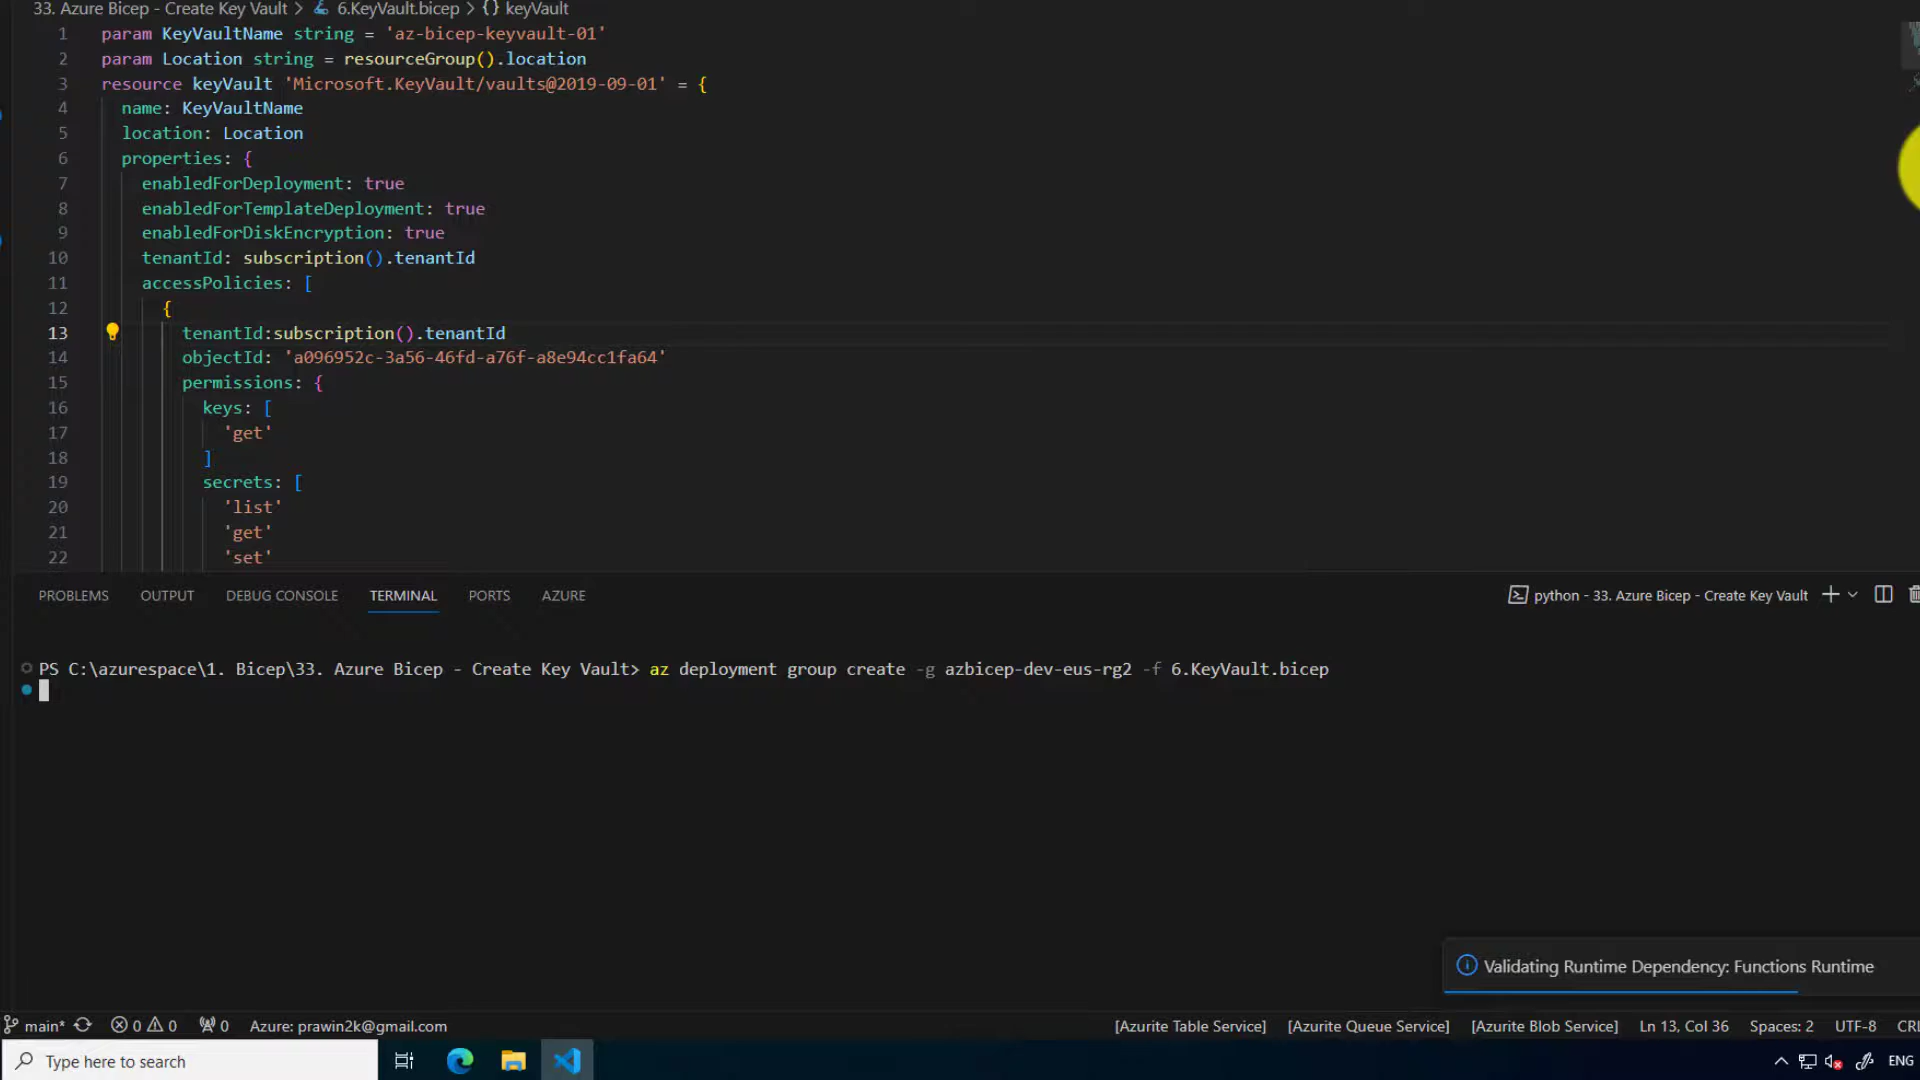 33. Azure Bicep - Create Key Vault > 6.KeyVault.bicep > {} keyVault
1 param KeyVaultName string = 'az-bicep-keyvault-01'
2 param Location string = resourceGroup().location
3 resource keyVault 'Microsoft.KeyVault/vaults@2019-09-01' = {
4 name: KeyVaultName
5 location: Location
6 properties: {
7 enabledForDeployment: true
8 enabledForTemplateDeployment: true
9 enabledForDiskEncryption: true
10 tenantId: subscription().tenantId
11 accessPolicies: [
12 {
13 tenantId:subscription().tenantId
14 objectId: 'a096952c-3a56-46fd-a76f-a8e94cc1fa64'
15 permissions: {
16 keys: [
17 'get'
18 ]
19 secrets: [
20 'list'
21 'get'
22 'set'
PROBLEMS OUTPUT DEBUG CONSOLE TERMINAL PORTS AZURE python - 33. Azure Bicep - Create Key Vault
PS C:\azurespace\1. Bicep\33. Azure Bicep - Create Key Vault> az deployment group create -g azbicep-dev-eus-rg2 -f 6.KeyVault.bicep
Validating Runtime Dependency: Functions Runtime
main* 0 0 0 Azure: prawin2k@gmail.com [Azurite Table Service] [Azurite Queue Service] [Azurite Blob Service] Ln 13, Col 36 Spaces: 2 UTF-8
Type here to search ENG